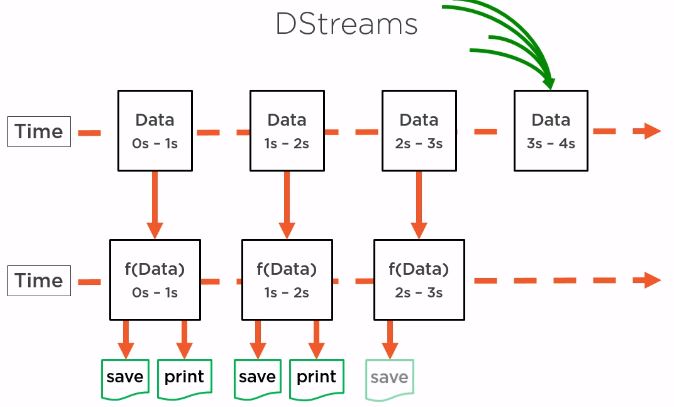 DStreams
Time
Data
0s – 1s
Data
1s – 2s
Data
2s – 3s
Data
3s – 4s
Time
f(Data)
0s – 1s
f(Data)
1s – 2s
f(Data)
2s – 3s
save
print
save
print
save